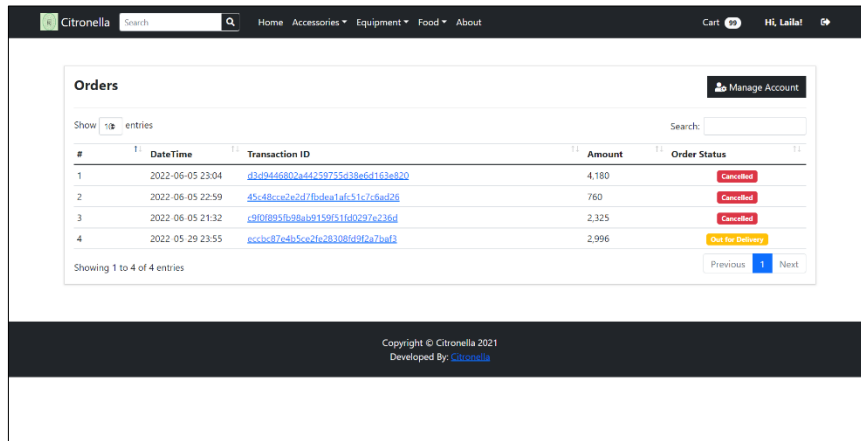 Citronella Search Home Accessories Equipment Food About Cart 99 Hi, Laila!
Orders Manage Account
Show 10 entries Search:
# DateTime Transaction ID Amount Order Status
1 2022-06-05 23:04 d3d9446802a44259755d38e6d163e820 4,180 Cancelled
2 2022-06-05 22:59 45c48cce2e2d7fbdea1afc51c7c6ad26 760 Cancelled
3 2022-06-05 21:32 c9f0f895fb98ab9159f51fd0297e236d 2,325 Cancelled
4 2022-05-29 23:55 eccbc87e4b5ce2fe28308fd9f2a7baf3 2,996 Out for Delivery
Showing 1 to 4 of 4 entries Previous 1 Next
Copyright © Citronella 2021
Developed By: Citronella